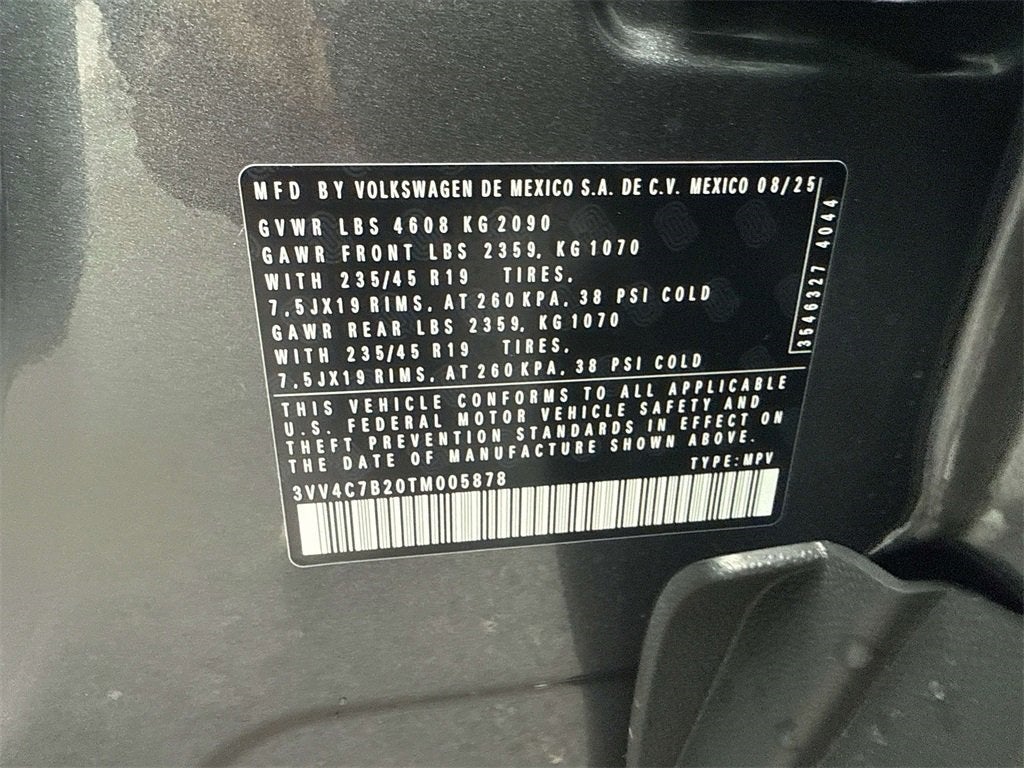 MFD BY VOLKSWAGEN DE MEXICO S.A. DE C.V. MEXICO 08/25
GVWR LBS 4608 KG 2090
GAWR FRONT LBS 2359, KG 1070
WITH 235/45 R19 TIRES,
7,5JX19 RIMS, AT 260 KPA, 38 PSI COLD
GAWR REAR LBS 2359, KG 1070
WITH 235/45 R19 TIRES,
7,5JX19 RIMS, AT 260 KPA, 38 PSI COLD
3546327 4044
THIS VEHICLE CONFORMS TO ALL APPLICABLE
U.S. FEDERAL MOTOR VEHICLE SAFETY AND
THEFT PREVENTION STANDARDS IN EFFECT ON
THE DATE OF MANUFACTURE SHOWN ABOVE.
TYPE: MPV
3VV4C7B20TM005878